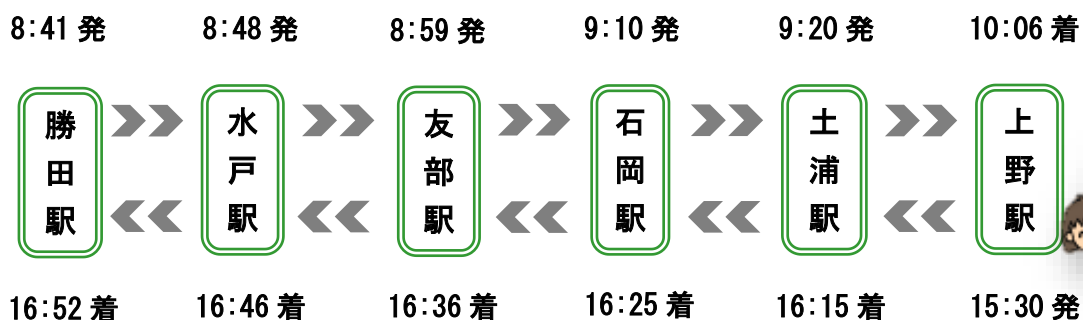 8:41 発 8:48 発 8:59 発 9:10 発 9:20 発 10:06 着
勝田駅 水戸駅 友部駅 石岡駅 土浦駅 上野駅
16:52 着 16:46 着 16:36 着 16:25 着 16:15 着 15:30 発